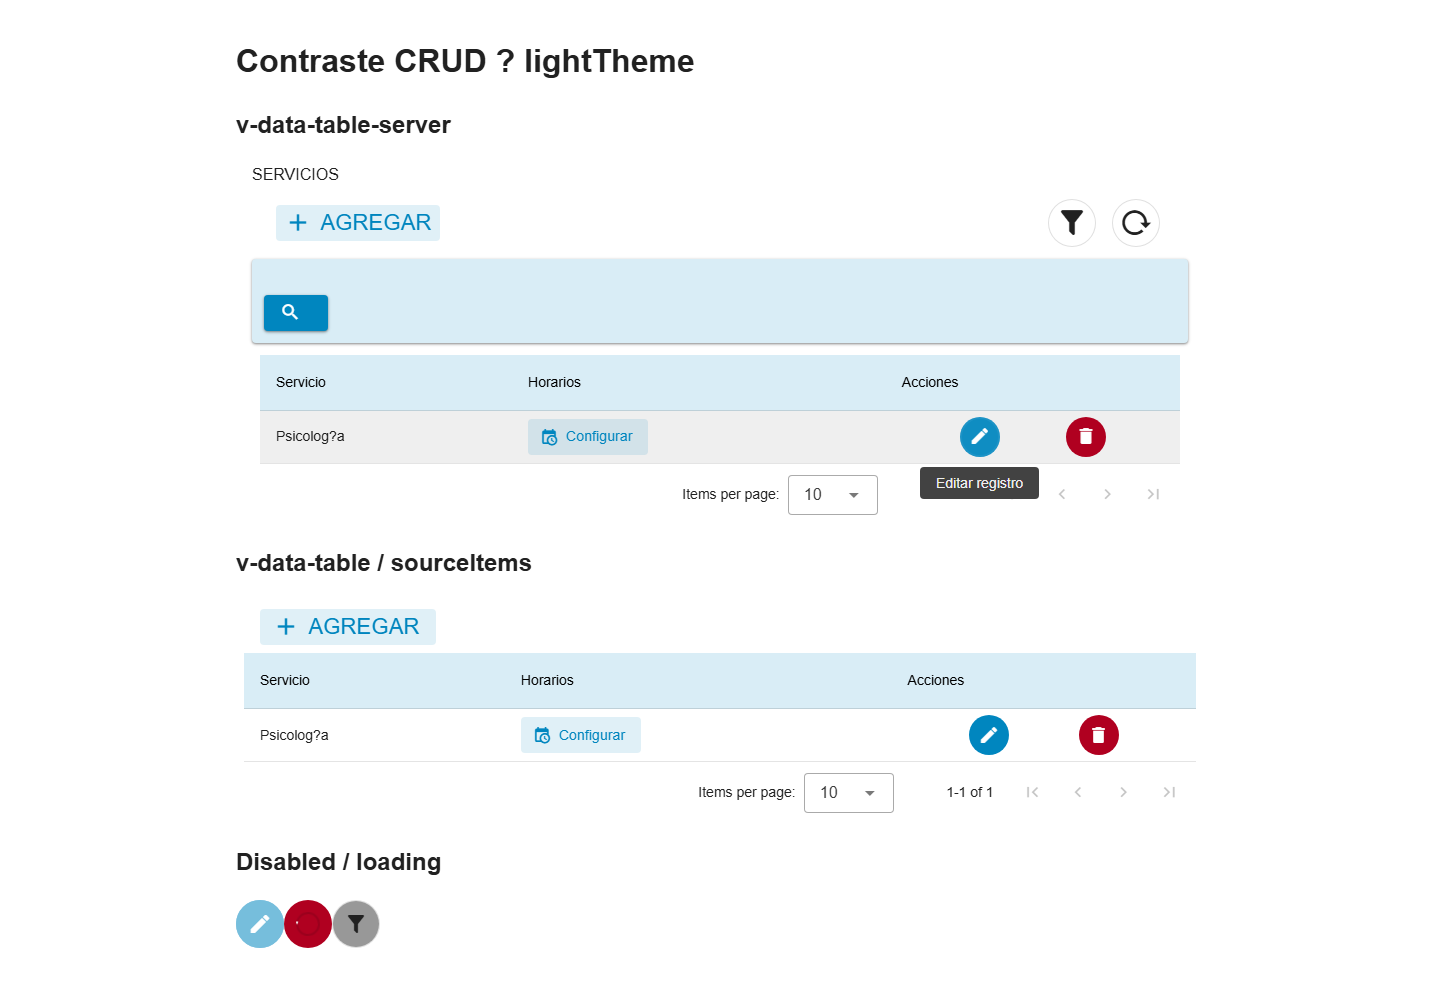 Contraste CRUD ? lightTheme
v-data-table-server
SERVICIOS
AGREGAR
Servicio Horarios Acciones
Psicolog?a Configurar
Editar registro
Items per page: 10
v-data-table / sourceItems
AGREGAR
Servicio Horarios Acciones
Psicolog?a Configurar
Items per page: 10 1-1 of 1
Disabled / loading